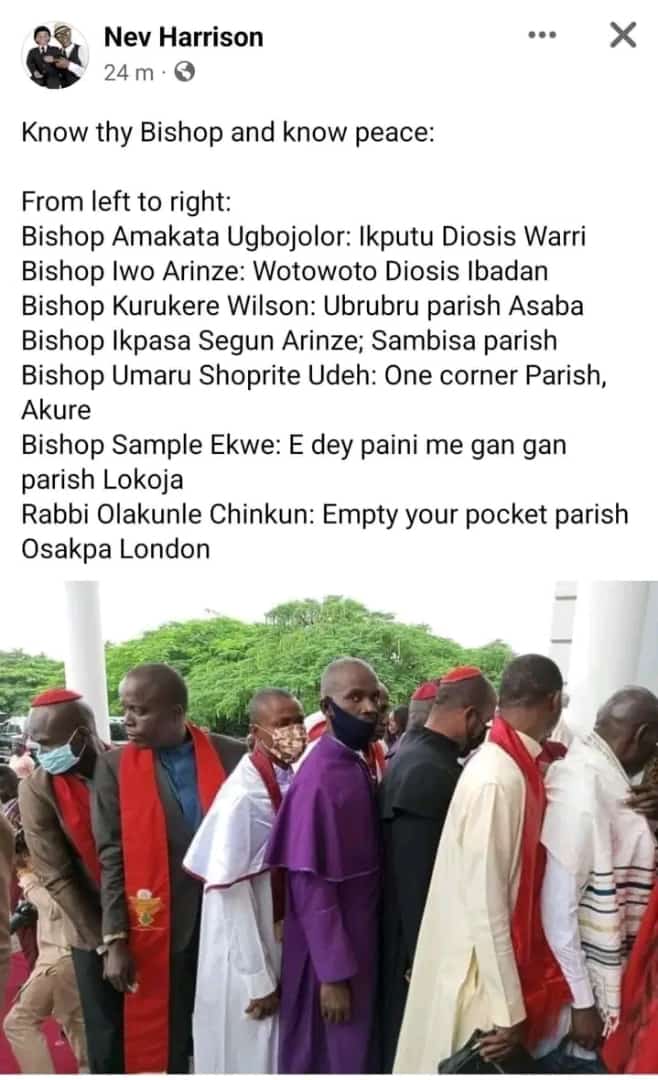 Nev Harrison
24 m
Know thy Bishop and know peace:
From left to right:
Bishop Amakata Ugbojolor: Ikputu Diosis Warri
Bishop Iwo Arinze: Wotowoto Diosis Ibadan
Bishop Kurukere Wilson: Ubrubru parish Asaba
Bishop Ikpasa Segun Arinze; Sambisa parish
Bishop Umaru Shoprite Udeh: One corner Parish,
Akure
Bishop Sample Ekwe: E dey paini me gan gan
parish Lokoja
Rabbi Olakunle Chinkun: Empty your pocket parish
Osakpa London